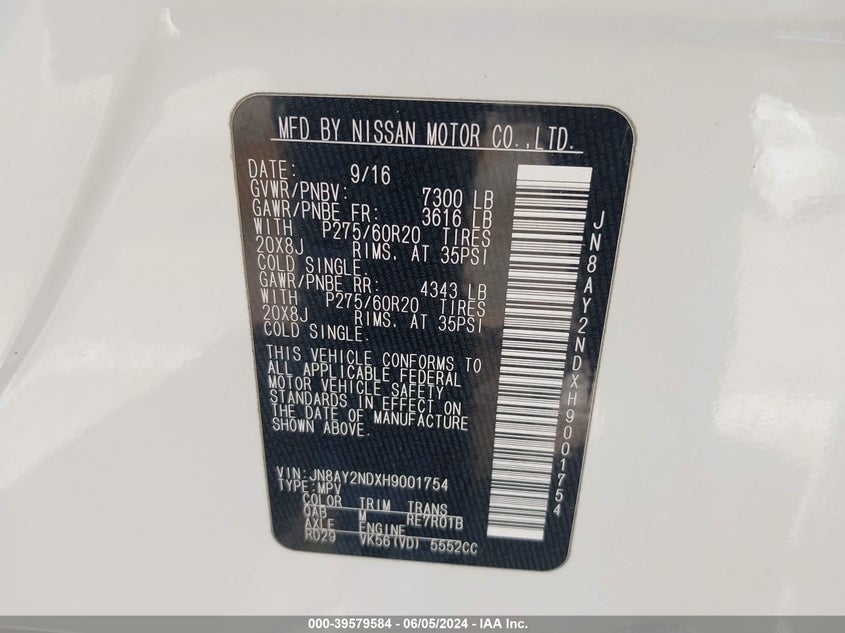 MFD BY NISSAN MOTOR CO.,LTD.
DATE: 9/16
GVWR/PNBV: 7300 LB
GAWR/PNBE FR: 3616 LB
WITH P275/60R20 TIRES
20X8J RIMS, AT 35PSI
COLD SINGLE.
GAWR/PNBE RR: 4343 LB
WITH P275/60R20 TIRES
20X8J RIMS. AT 35PSI
COLD SINGLE.
THIS VEHICLE CONFORMS TO
ALL APPLICABLE FEDERAL
MOTOR VEHICLE SAFETY
STANDARDS IN EFFECT ON
THE DATE OF MANUFACTURE
SHOWN ABOVE.
VIN: JN8AY2NDXH9001754
TYPE: MPV
COLOR TRIM TRANS
QAB M RE7R01B
AXLE ENGINE
RD29 VK56(VD) 5552CC
JN8AY2NDXH9001754
000-39579584 | 06/05/2024 - IAA Inc.